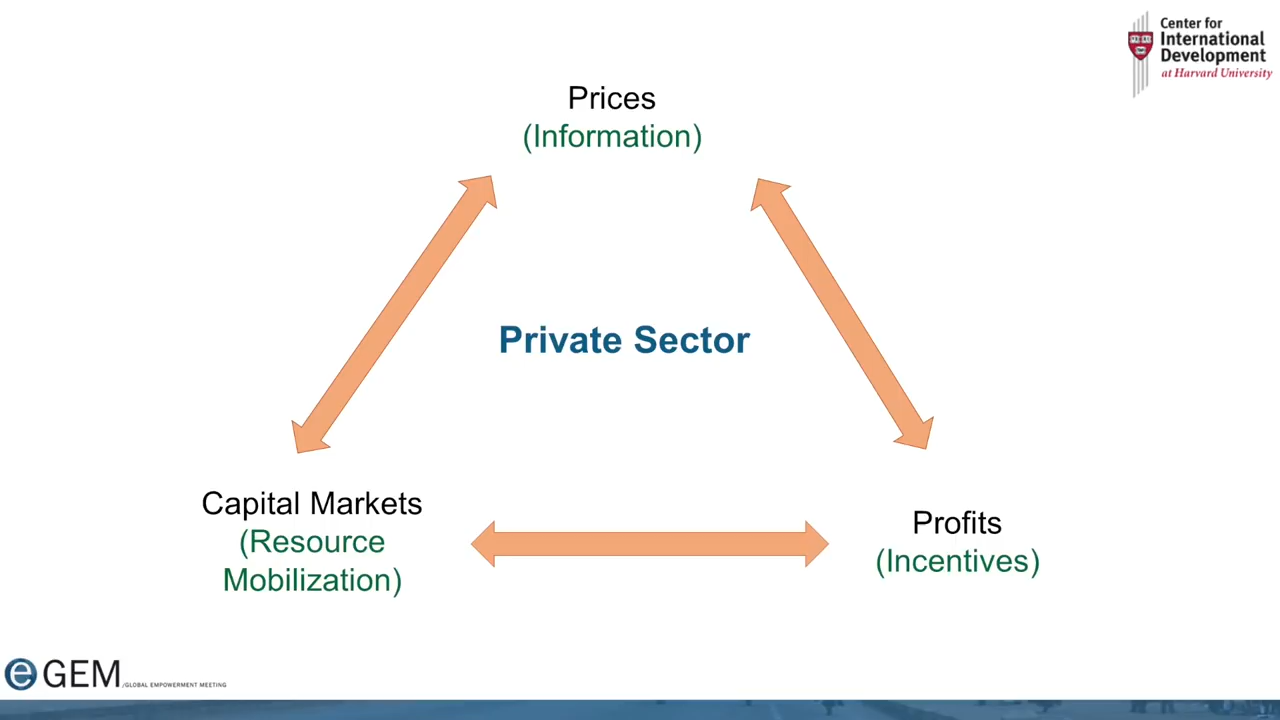 Center for
International
Development
at Harvard University
Prices
(Information)
Private Sector
Capital Markets
(Resource
Mobilization)
Profits
(Incentives)
eGEM /GLOBAL EMPOWERMENT MEETING